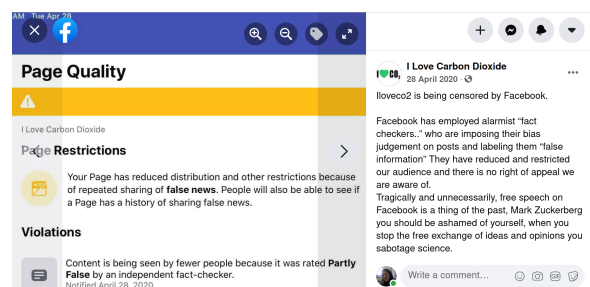 AM Tue Apr 28
Page Quality
I Love Carbon Dioxide
Page Restrictions
Your Page has reduced distribution and other restrictions because
of repeated sharing of false news. People will also be able to see if
a Page has a history of sharing false news.
Violations
Content is being seen by fewer people because it was rated Partly
False by an independent fact-checker.
Notified April 28, 2020
I CO₂
I Love Carbon Dioxide
28 April 2020 ·
Iloveco2 is being censored by Facebook.
Facebook has employed alarmist “fact
checkers..” who are imposing their bias
judgement on posts and labeling them “false
information” They have reduced and restricted
our audience and there is no right of appeal we
are aware of.
Tragically and unnecessarily, free speech on
Facebook is a thing of the past, Mark Zuckerberg
you should be ashamed of yourself, when you
stop the free exchange of ideas and opinions you
sabotage science.
Write a comment…
GIF